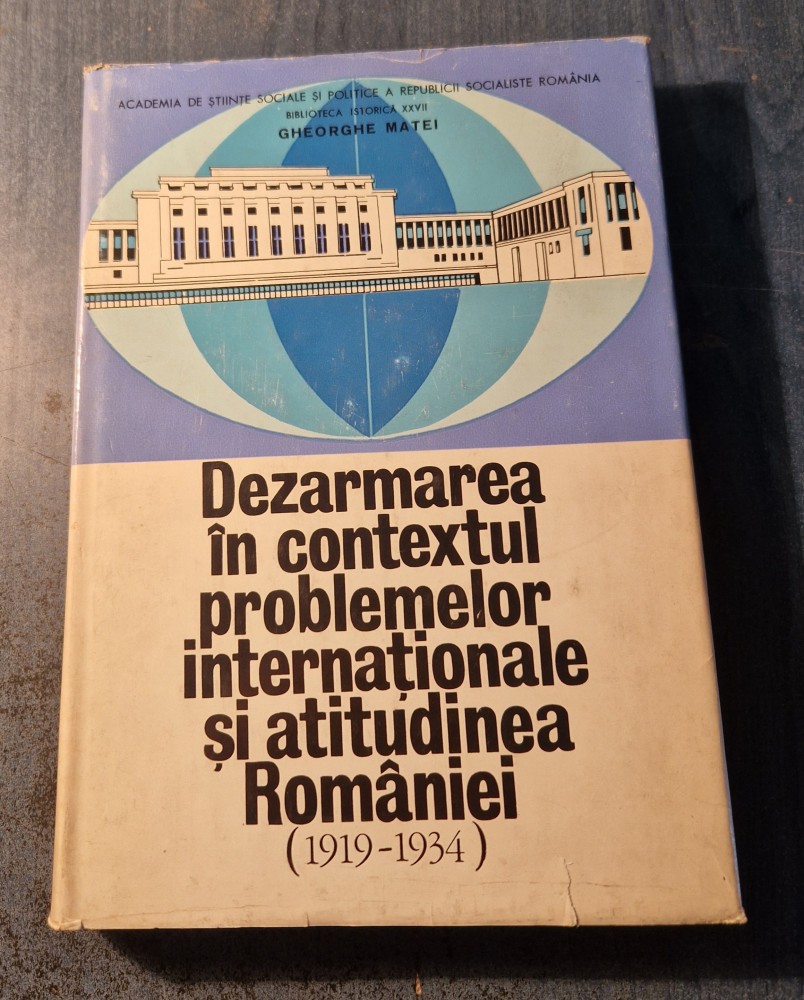 ACADEMIA DE ȘTIINȚE SOCIALE ȘI POLITICE A REPUBLICII SOCIALISTE ROMÂNIA
BIBLIOTECA ISTORICĂ XXVII
GHEORGHE MATEI
Dezarmarea
în contextul
problemelor
internaționale
și atitudinea
României
(1919-1934)